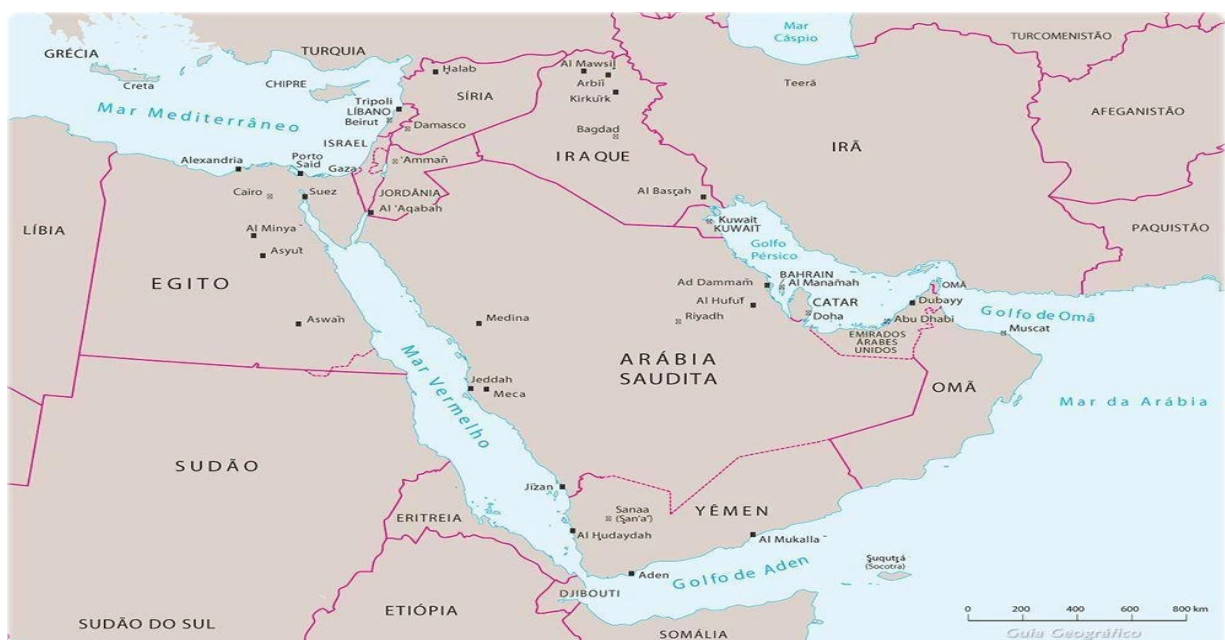 GRÉCIA
TURQUIA
Mar
Cáspio
TURCOMENISTÃO
Creta
CHIPRE
Halab
SÍRIA
Al Mawsil
Arbil
Kirkurk
Teerã
AFEGANISTÃO
Mar Mediterrâneo
Tripoli
LÍBANO
Beirut
Damasco
Bagdad
IRAQUE
IRÃ
ISRAEL
Alexandria
Porto
Said
Gaza
'Amman
Cairo
Suez
JORDÂNIA
Al 'Aqabah
Al Basrah
Kuwait
KUWAIT
PAQUISTÃO
LÍBIA
Al Minya
Asyut
Golfo
Pérsico
EGITO
Ad Dammam
BAHRAIN
Al Manamah
OMÃ
Al Hufuf
CATAR
Dubayy
Golfo de Omã
Riyadh
Doha
Abu Dhabi
Muscat
Aswan
Medina
EMIRADOS
ÁRABES
UNIDOS
Mar Vermelho
ARÁBIA
SAUDITA
Jeddah
Meca
OMÃ
Mar da Arábia
SUDÃO
Jizan
Sanaa
(San'a')
YÊMEN
ERITREIA
Al Hudaydah
Al Mukalla
Suqutrá
(Socotra)
Aden
Golfo de Aden
DJIBOUTI
ETIÓPIA
SUDÃO DO SUL
SOMÁLIA
0 200 400 600 800 km
Guia Geográfico